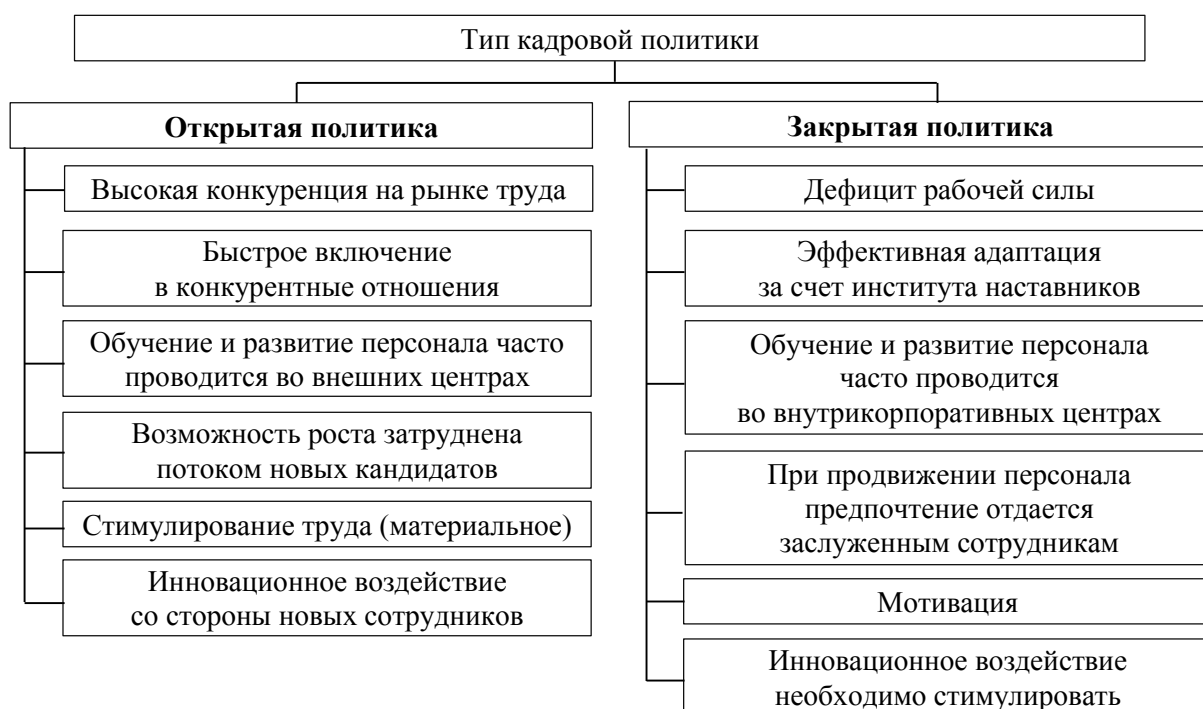 Тип кадровой политики
Открытая политика
Высокая конкуренция на рынке труда
Быстрое включение
в конкурентные отношения
Обучение и развитие персонала часто
проводится во внешних центрах
Возможность роста затруднена
потоком новых кандидатов
Стимулирование труда (материальное)
Инновационное воздействие
со стороны новых сотрудников
Закрытая политика
Дефицит рабочей силы
Эффективная адаптация
за счет института наставников
Обучение и развитие персонала
часто проводится
во внутрикорпоративных центрах
При продвижении персонала
предпочтение отдается
заслуженным сотрудникам
Мотивация
Инновационное воздействие
необходимо стимулировать